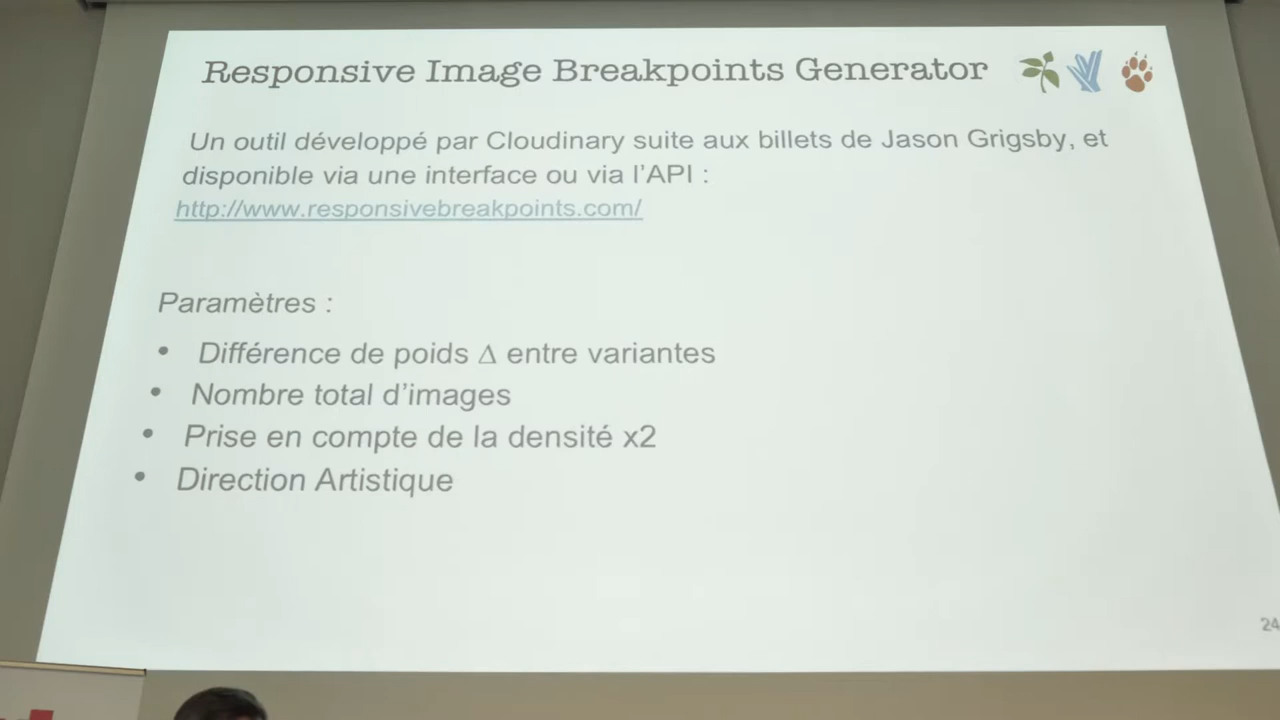 Responsive Image Breakpoints Generator
Un outil développé par Cloudinary suite aux billets de Jason Grigsby, et
disponible via une interface ou via l'API :
http://www.responsivebreakpoints.com/
Paramètres :
• Différence de poids Δ entre variantes
• Nombre total d'images
• Prise en compte de la densité x2
• Direction Artistique
24